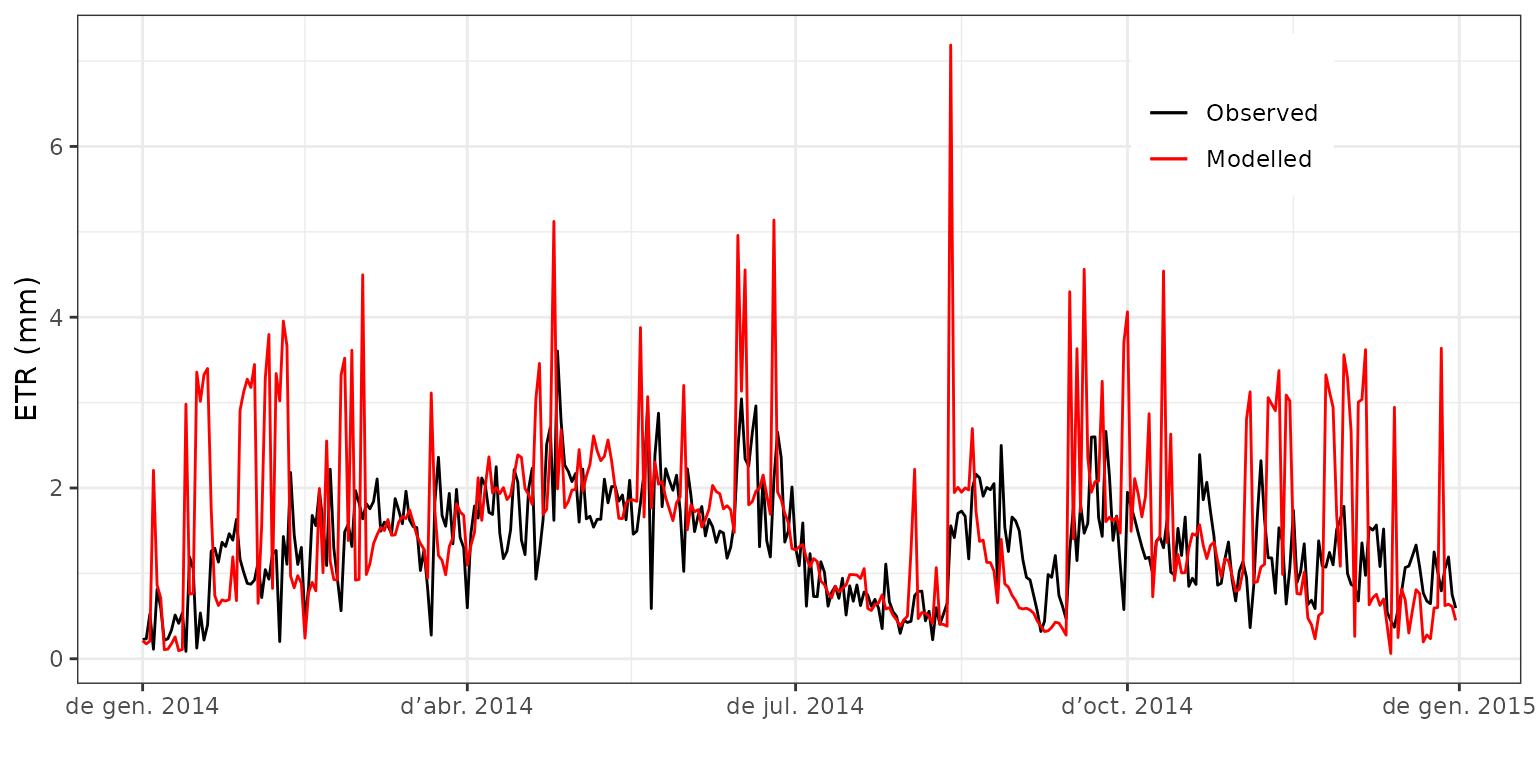 ETR (mm)
6
4
2
0
Observed
Modelled
de gen. 2014
d’abr. 2014
de jul. 2014
d’oct. 2014
de gen. 2015